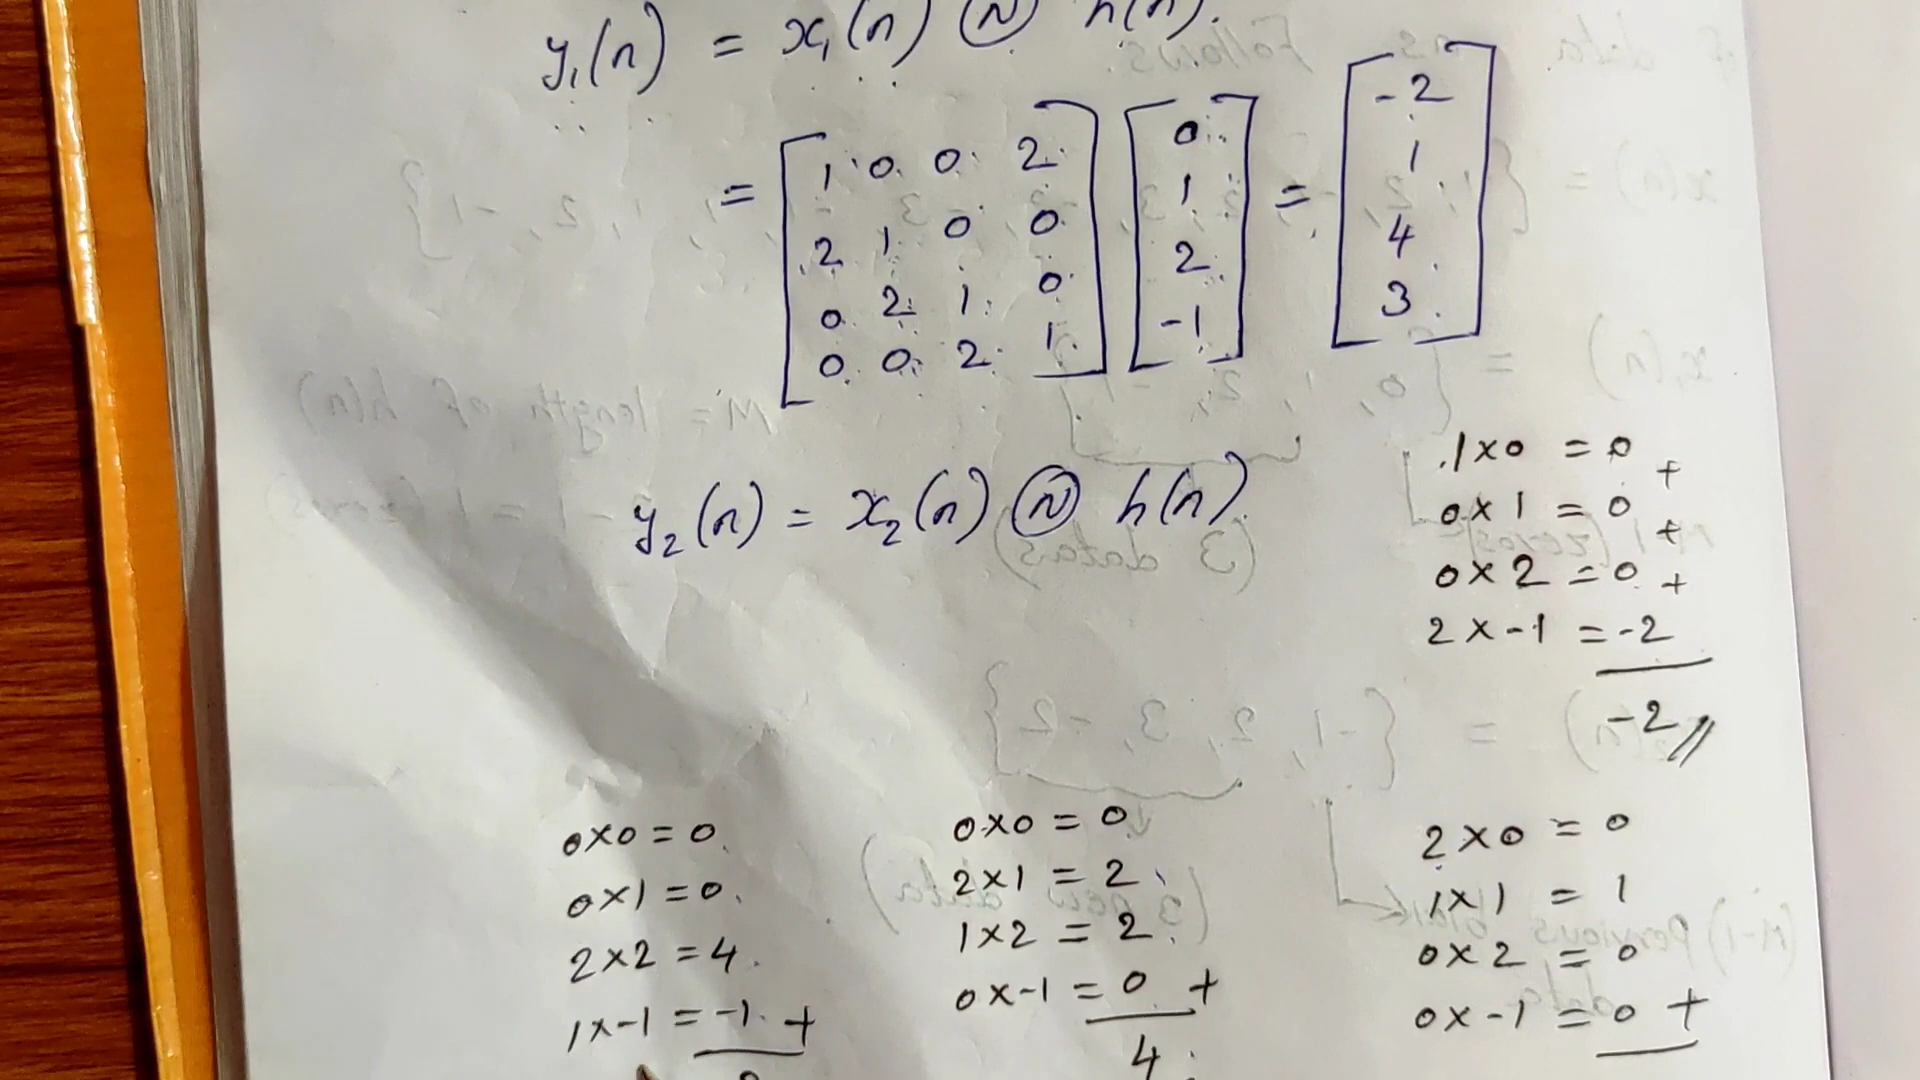 y₁(n) = x₁(n) Ⓝ h(n).
= [1 0 0 2] [0] = [-2]
[2 1 0 0] [1] [1]
[0 2 1 0] [2] [4]
[0 0 2 1] [-1] [3]
y₂(n) = x₂(n) Ⓝ h(n)
1×0 = 0 +
0×1 = 0 +
0×2 = 0 +
2×-1 = -2
-2//
0×0 = 0
0×1 = 0
2×2 = 4
1×-1 = -1 +
0×0 = 0
2×1 = 2
1×2 = 2
0×-1 = 0 +
4
2×0 = 0
1×1 = 1
0×2 = 0
0×-1 = 0 +